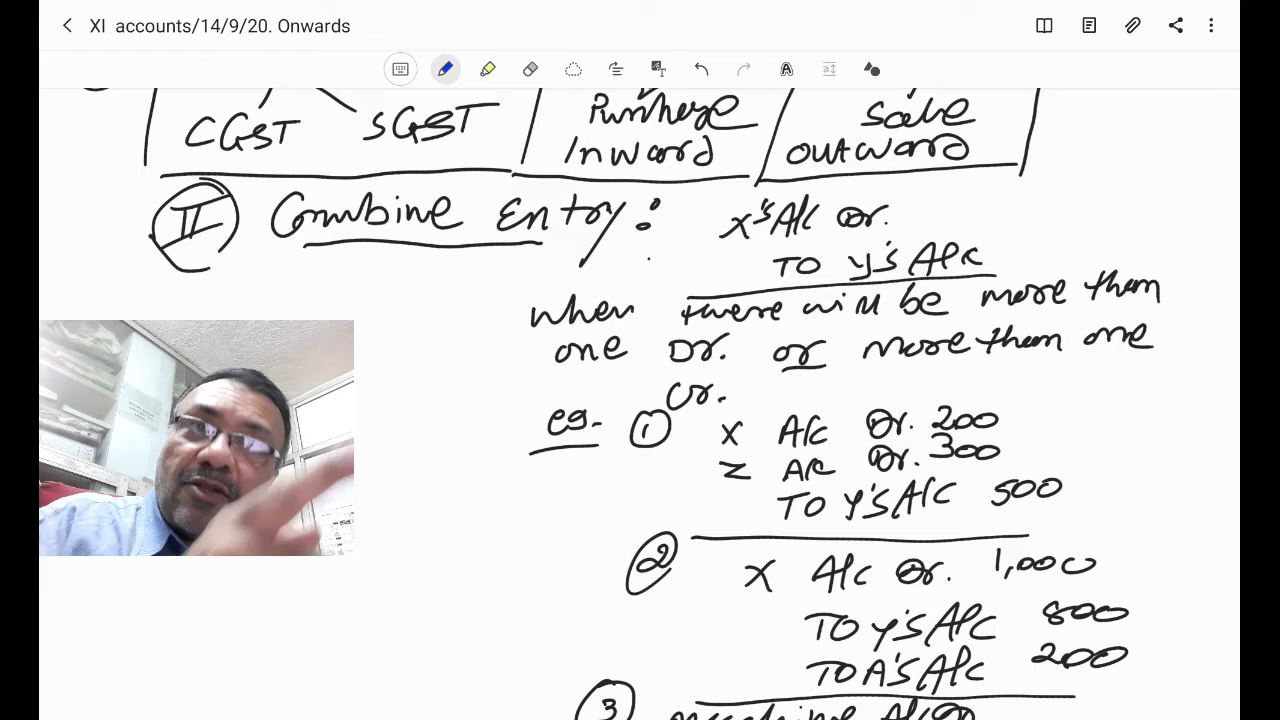 XI accounts/14/9/20. Onwards
CGST SGST
Purchase
Inward
Sale
outward
II Combine Entry:
X's A/c Dr.
TO Y's A/c
when there will be more than
one Dr. or more than one
Cr.
eg. 1 X A/c Dr. 200
Z A/c Dr. 300
TO Y's A/c 500
2 X A/c Dr. 1,000
TO Y's A/c 800
TO A's A/c 200
3